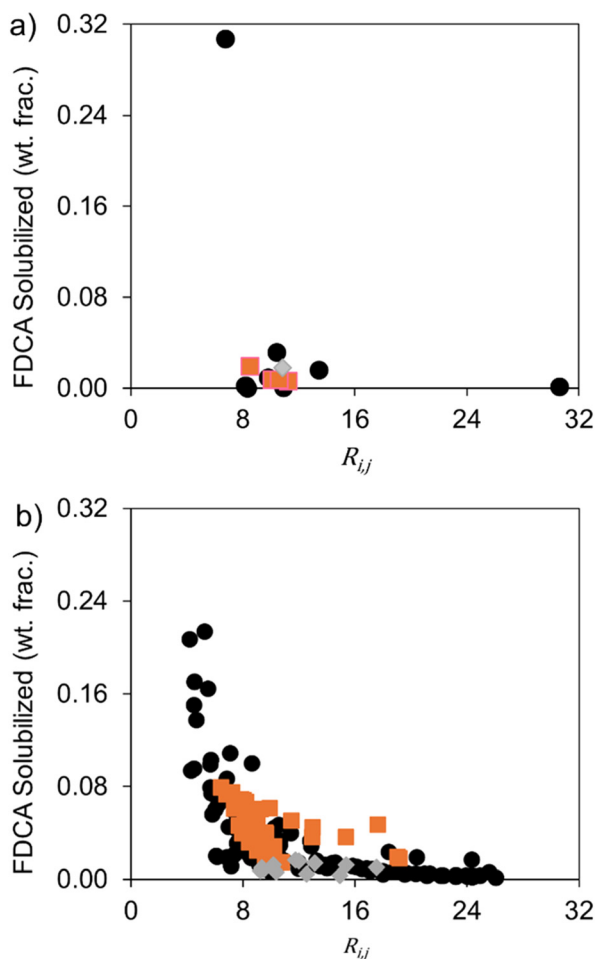 a)
0.32
0.24
0.16
0.08
0.00
FDCA Solubilized (wt. frac.)
0 8 16 24 32
Ri,j
b)
0.32
0.24
0.16
0.08
0.00
FDCA Solubilized (wt. frac.)
0 8 16 24 32
Ri,j